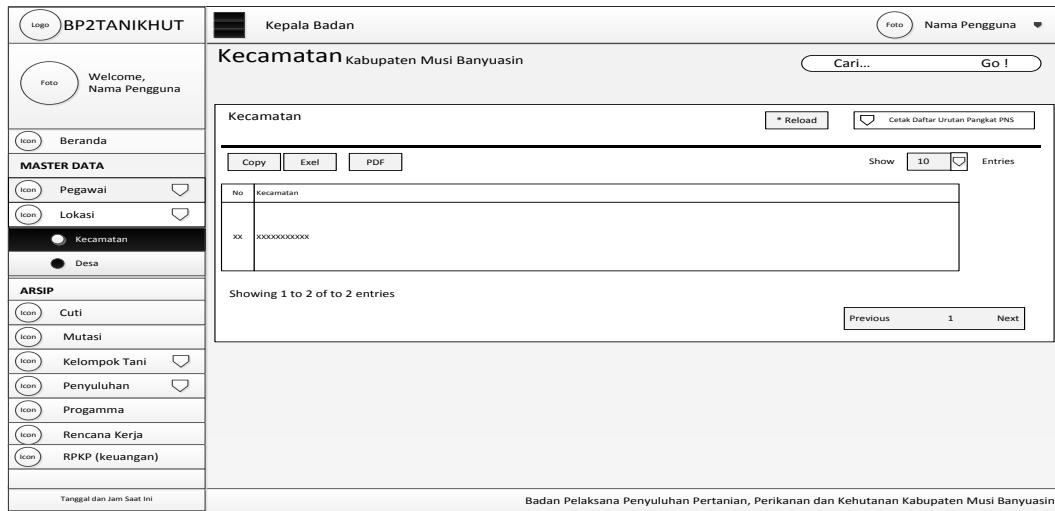 Logo BP2TANIKHUT
Kepala Badan
Foto Nama Pengguna
Foto
Welcome,
Nama Pengguna
Icon Beranda
MASTER DATA
Icon Pegawai
Icon Lokasi
Kecamatan
Desa
ARSIP
Icon Cuti
Icon Mutasi
Icon Kelompok Tani
Icon Penyuluhan
Icon Progamma
Icon Rencana Kerja
Icon RPKP (keuangan)
Tanggal dan Jam Saat Ini
Kecamatan Kabupaten Musi Banyuasin
Cari... Go !
Kecamatan
* Reload
Cetak Daftar Urutan Pangkat PNS
Copy Exel PDF
Show 10 Entries
No Kecamatan
xx xxxxxxxxxxx
Showing 1 to 2 of to 2 entries
Previous 1 Next
Badan Pelaksana Penyuluhan Pertanian, Perikanan dan Kehutanan Kabupaten Musi Banyuasin